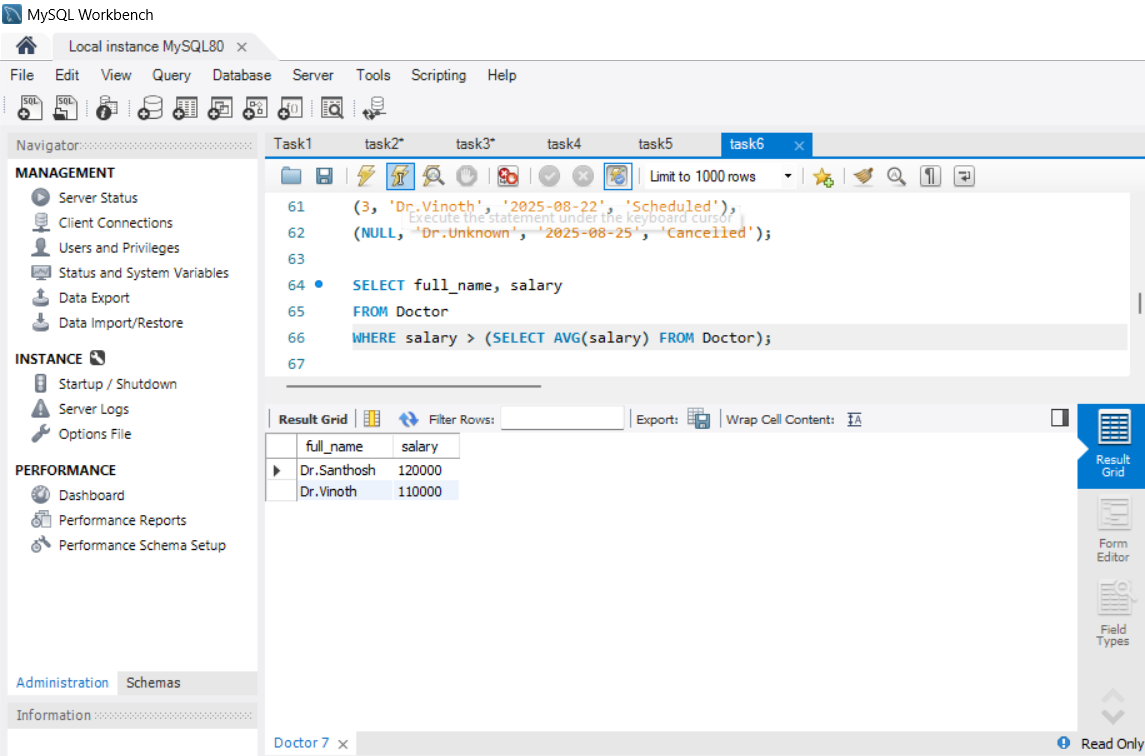 MySQL Workbench
Local instance MySQL80
File Edit View Query Database Server Tools Scripting Help
SQL SQL
Navigator
MANAGEMENT
Server Status
Client Connections
Users and Privileges
Status and System Variables
Data Export
Data Import/Restore
INSTANCE
Startup / Shutdown
Server Logs
Options File
PERFORMANCE
Dashboard
Performance Reports
Performance Schema Setup
Administration Schemas
Information
Task1 task2* task3* task4 task5 task6
Limit to 1000 rows
61 (3, 'Dr.Vinoth', '2025-08-22', 'Scheduled'),
Execute the statement under the keyboard cursor
62 (NULL, 'Dr.Unknown', '2025-08-25', 'Cancelled');
63
64 SELECT full_name, salary
65 FROM Doctor
66 WHERE salary > (SELECT AVG(salary) FROM Doctor);
67
Result Grid Filter Rows: Export: Wrap Cell Content:
full_name salary
Dr.Santhosh 120000
Dr.Vinoth 110000
Result
Grid
Form
Editor
Field
Types
Doctor 7
Read Only